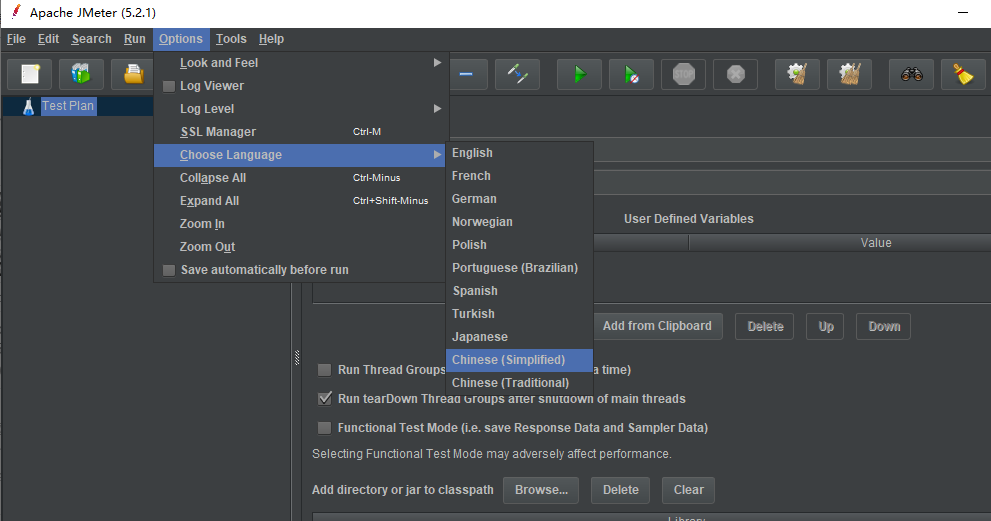 Apache JMeter (5.2.1)
File Edit Search Run Options Tools Help
Look and Feel
Log Viewer
Log Level
SSL Manager Ctrl-M
Choose Language
Collapse All Ctrl-Minus
Expand All Ctrl+Shift-Minus
Zoom In
Zoom Out
Save automatically before run
English
French
German
Norwegian
Polish
Portuguese (Brazilian)
Spanish
Turkish
Japanese
Chinese (Simplified)
Chinese (Traditional)
Test Plan
STOP
User Defined Variables
Value
Add from Clipboard Delete Up Down
Run Thread Groups a time)
Run tearDown Thread Groups after shutdown of main threads
Functional Test Mode (i.e. save Response Data and Sampler Data)
Selecting Functional Test Mode may adversely affect performance.
Add directory or jar to classpath Browse... Delete Clear
Library